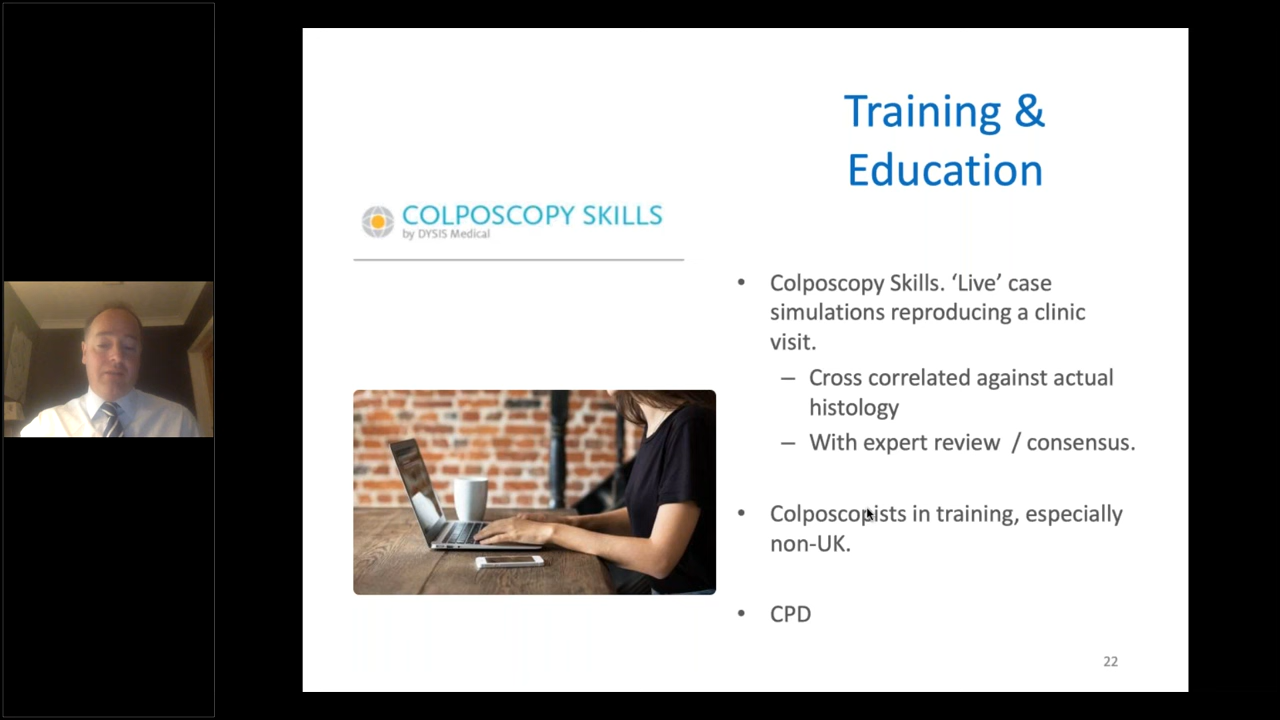 Training &
Education
COLPOSCOPY SKILLS
by DYSIS Medical
• Colposcopy Skills. ‘Live’ case
simulations reproducing a clinic
visit.
– Cross correlated against actual
histology
– With expert review / consensus.
• Colposcopists in training, especially
non-UK.
• CPD
22